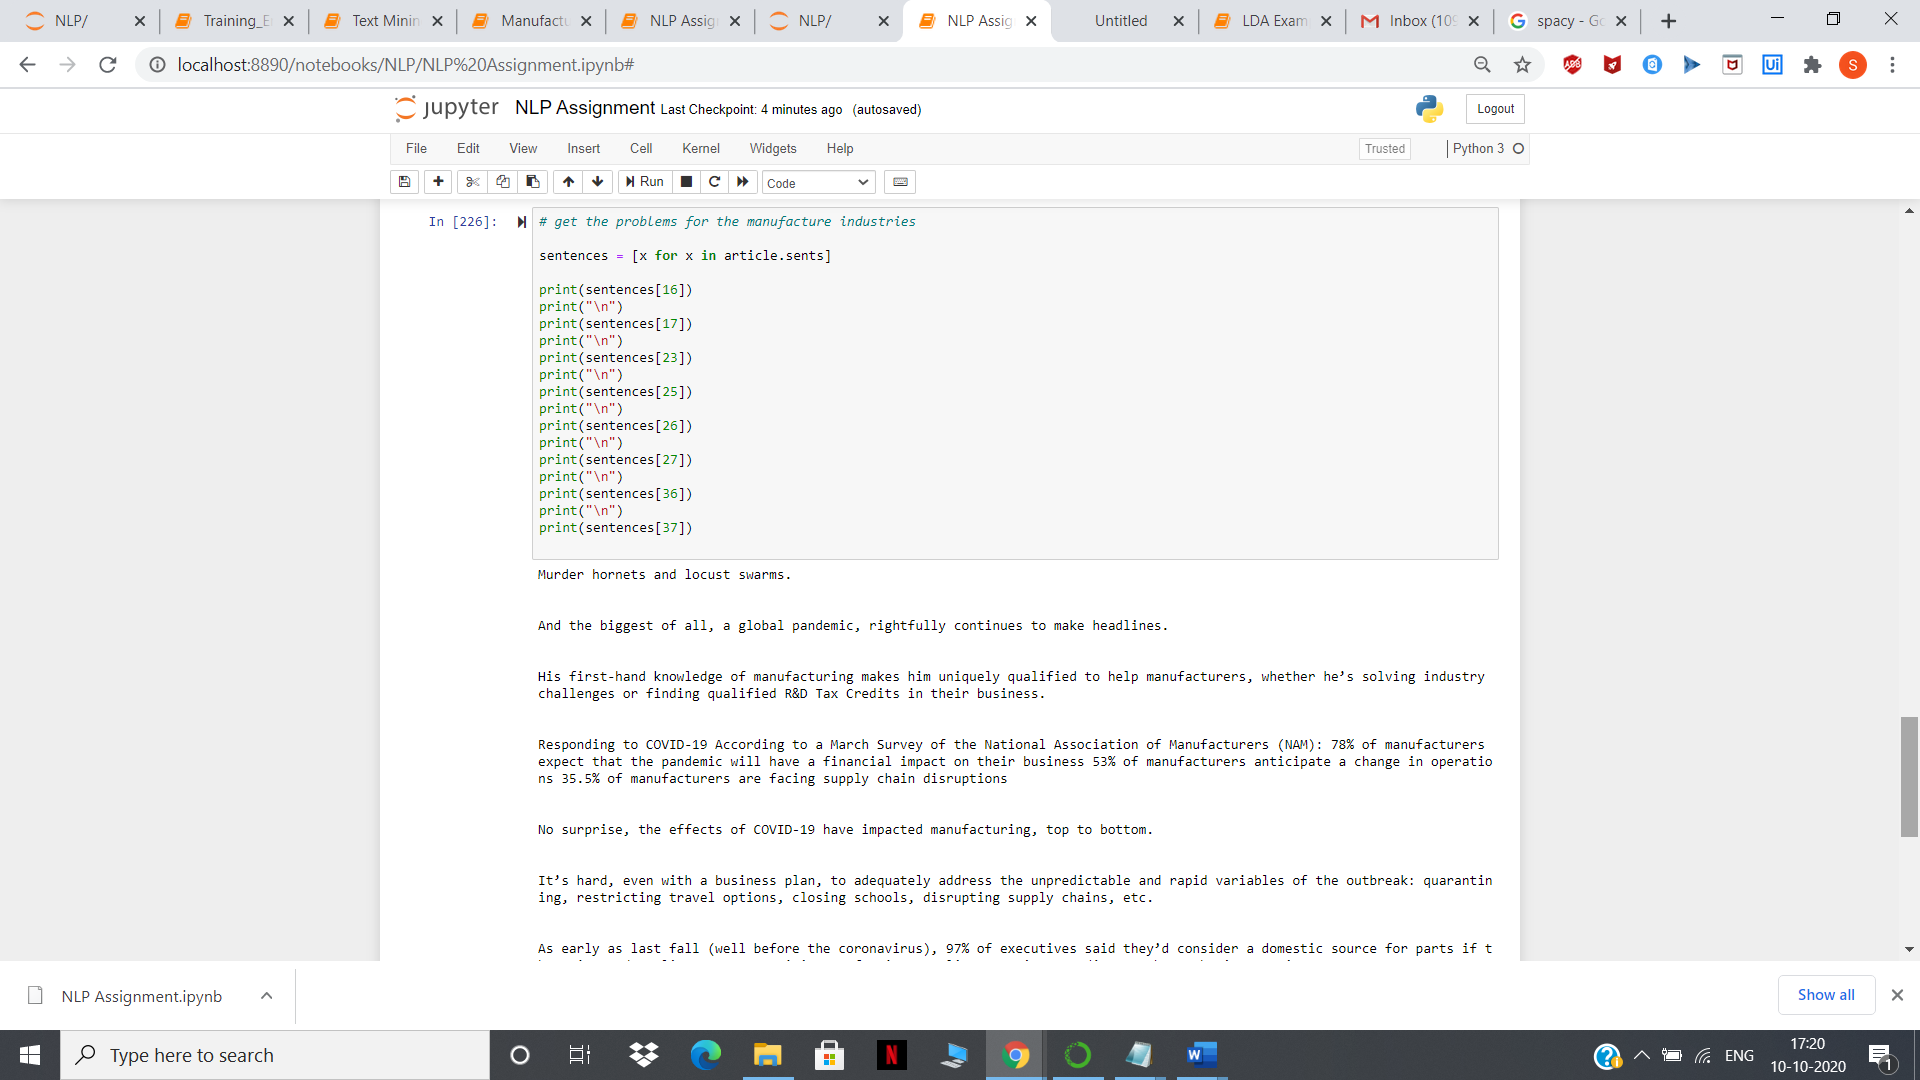 NLP/
Training_E
Text Minin
Manufactu
NLP Assig
NLP/
NLP Assig
Untitled
LDA Exam
Inbox (109
spacy - Go
localhost:8890/notebooks/NLP/NLP%20Assignment.ipynb#
S
jupyter NLP Assignment Last Checkpoint: 4 minutes ago (autosaved)
Logout
File Edit View Insert Cell Kernel Widgets Help
Trusted
Python 3
Run
Code
In [226]:
# get the problems for the manufacture industries
sentences = [x for x in article.sents]
print(sentences[16])
print("\n")
print(sentences[17])
print("\n")
print(sentences[23])
print("\n")
print(sentences[25])
print("\n")
print(sentences[26])
print("\n")
print(sentences[27])
print("\n")
print(sentences[36])
print("\n")
print(sentences[37])
Murder hornets and locust swarms.
And the biggest of all, a global pandemic, rightfully continues to make headlines.
His first-hand knowledge of manufacturing makes him uniquely qualified to help manufacturers, whether he’s solving industry
challenges or finding qualified R&D Tax Credits in their business.
Responding to COVID-19 According to a March Survey of the National Association of Manufacturers (NAM): 78% of manufacturers
expect that the pandemic will have a financial impact on their business 53% of manufacturers anticipate a change in operatio
ns 35.5% of manufacturers are facing supply chain disruptions
No surprise, the effects of COVID-19 have impacted manufacturing, top to bottom.
It’s hard, even with a business plan, to adequately address the unpredictable and rapid variables of the outbreak: quarantin
ing, restricting travel options, closing schools, disrupting supply chains, etc.
As early as last fall (well before the coronavirus), 97% of executives said they’d consider a domestic source for parts if t
NLP Assignment.ipynb
Show all
Type here to search
ENG
17:20
10-10-2020
1